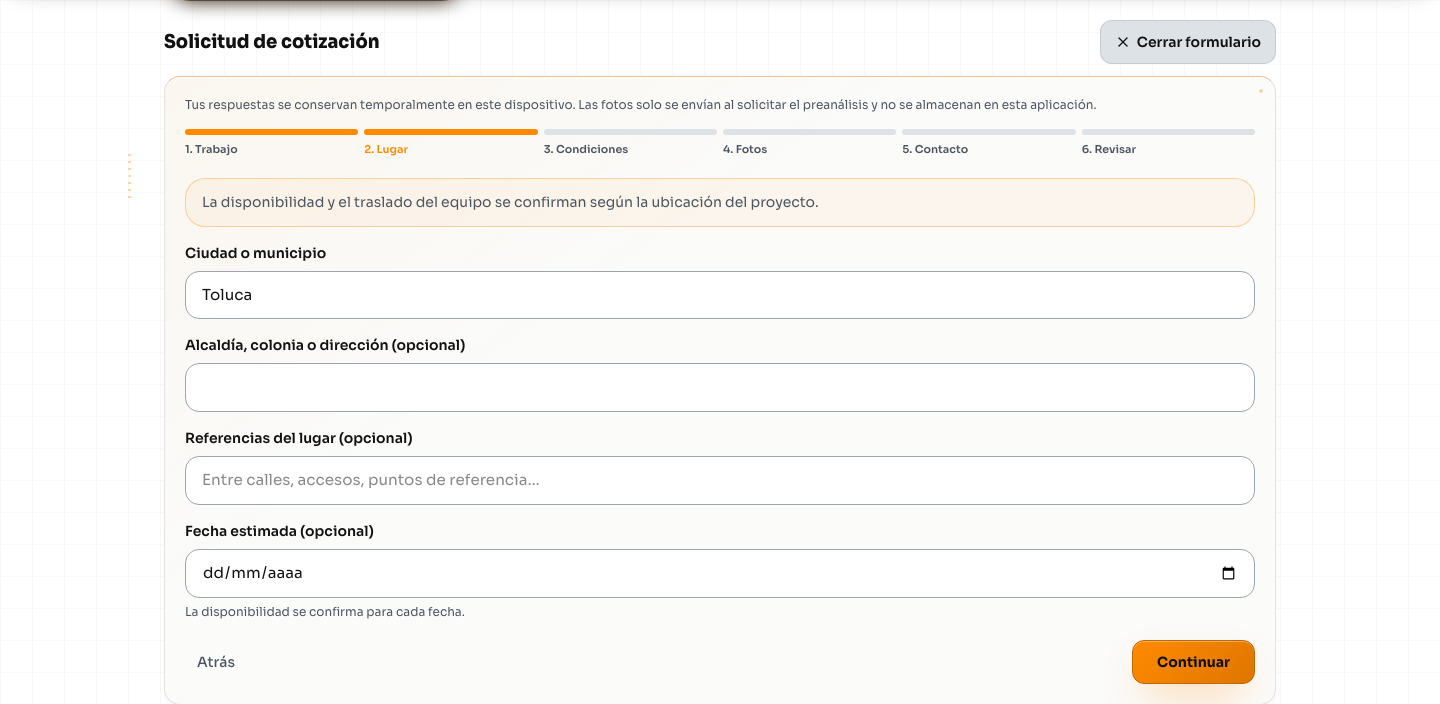 Solicitud de cotización
Cerrar formulario
Tus respuestas se conservan temporalmente en este dispositivo. Las fotos solo se envían al solicitar el preanálisis y no se almacenan en esta aplicación.
1. Trabajo
2. Lugar
3. Condiciones
4. Fotos
5. Contacto
6. Revisar
La disponibilidad y el traslado del equipo se confirman según la ubicación del proyecto.
Ciudad o municipio
Toluca
Alcaldía, colonia o dirección (opcional)
Referencias del lugar (opcional)
Entre calles, accesos, puntos de referencia...
Fecha estimada (opcional)
dd/mm/aaaa
La disponibilidad se confirma para cada fecha.
Atrás
Continuar